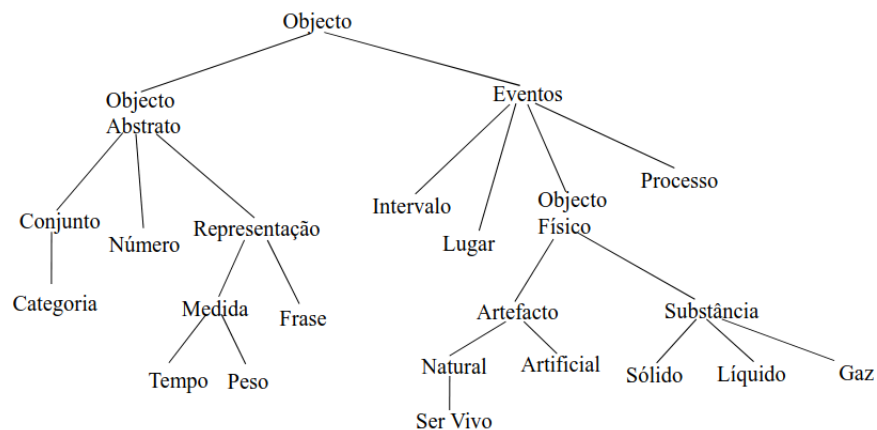 Objecto
Objecto
Abstrato
Eventos
Conjunto
Número
Representação
Intervalo
Lugar
Objecto
Físico
Processo
Categoria
Medida
Frase
Artefacto
Substância
Tempo
Peso
Natural
Artificial
Sólido
Líquido
Gaz
Ser Vivo